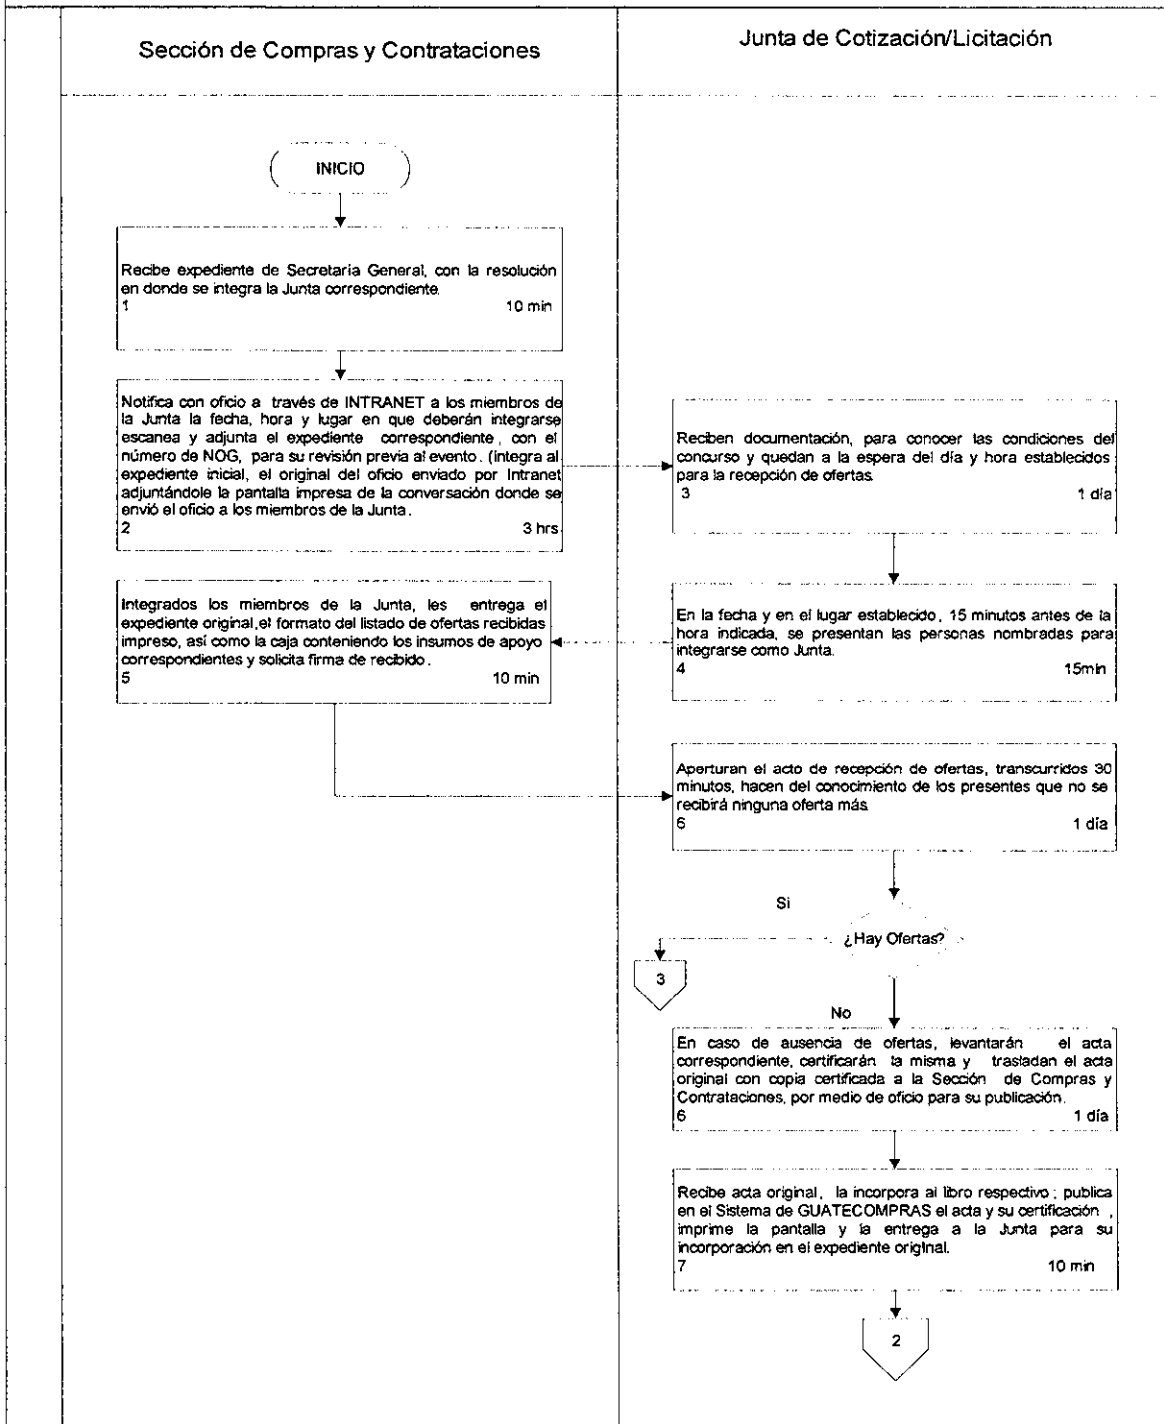 Sección de Compras y Contrataciones
Junta de Cotización/Licitación
INICIO
Recibe expediente de Secretaria General, con la resolución
en donde se integra la Junta correspondiente.
1 10 min
Notifica con oficio a través de INTRANET a los miembros de
la Junta la fecha, hora y lugar en que deberán integrarse
escanea y adjunta el expediente correspondiente, con el
número de NOG, para su revisión previa al evento. (integra al
expediente inicial, el original del oficio enviado por Intranet
adjuntándole la pantalla impresa de la conversación donde se
envió el oficio a los miembros de la Junta.
2 3 hrs.
Reciben documentación, para conocer las condiciones del
concurso y quedan a la espera del día y hora establecidos
para la recepción de ofertas.
3 1 día
En la fecha y en el lugar establecido, 15 minutos antes de la
hora indicada, se presentan las personas nombradas para
integrarse como Junta.
4 15min
Integrados los miembros de la Junta, les entrega el
expediente original,el formato del listado de ofertas recibidas
impreso, así como la caja conteniendo los insumos de apoyo
correspondientes y solicita firma de recibido.
5 10 min
Aperturan el acto de recepción de ofertas, transcurridos 30
minutos, hacen del conocimiento de los presentes que no se
recibirá ninguna oferta más.
6 1 día
¿Hay Ofertas?
Si
3
No
En caso de ausencia de ofertas, levantarán el acta
correspondiente, certificarán la misma y trasladan el acta
original con copia certificada a la Sección de Compras y
Contrataciones, por medio de oficio para su publicación.
6 1 día
Recibe acta original, la incorpora al libro respectivo; publica
en el Sistema de GUATECOMPRAS el acta y su certificación ,
imprime la pantalla y la entrega a la Junta para su
incorporación en el expediente original.
7 10 min
2